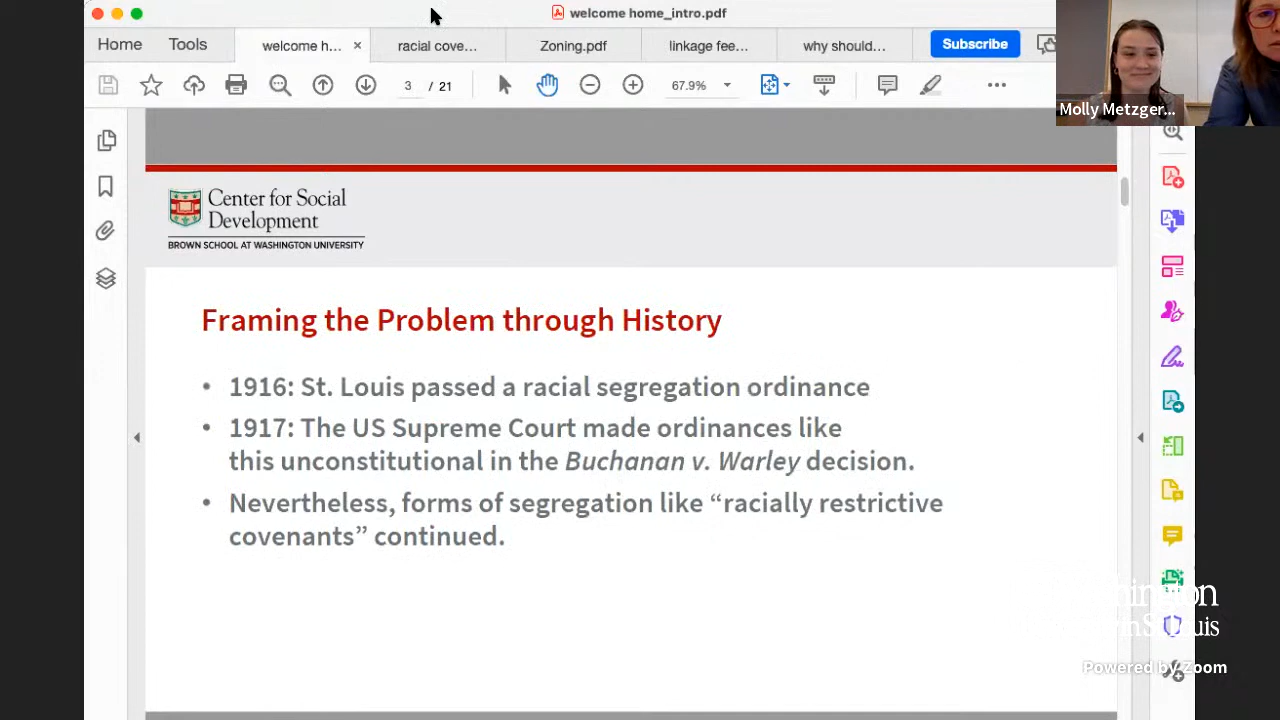 welcome home_intro.pdf
Home
Tools
welcome h...
racial cove...
Zoning.pdf
linkage fee...
why should...
Subscribe
3 / 21
67.9%
Molly Metzger...
Center for Social
Development
BROWN SCHOOL AT WASHINGTON UNIVERSITY
Framing the Problem through History
• 1916: St. Louis passed a racial segregation ordinance
• 1917: The US Supreme Court made ordinances like
this unconstitutional in the Buchanan v. Warley decision.
• Nevertheless, forms of segregation like “racially restrictive
covenants” continued.
Powered by Zoom